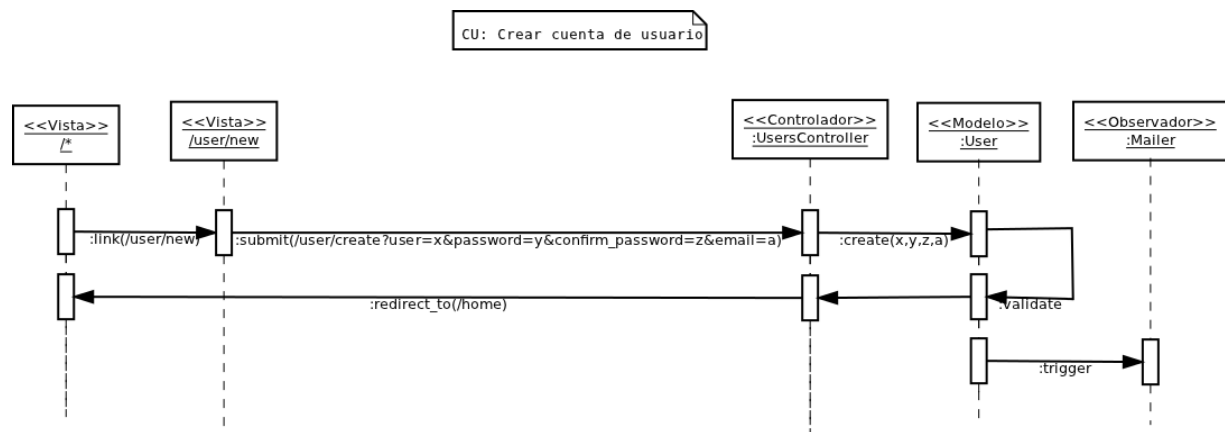 CU: Crear cuenta de usuario
<<Vista>>
/*
<<Vista>>
/user/new
<<Controlador>>
:UsersController
<<Modelo>>
:User
<<Observador>>
:Mailer
:link(/user/new)
:submit(/user/create?user=x&password=y&confirm_password=z&email=a)
:create(x,y,z,a)
:redirect_to(/home)
:validate
:trigger